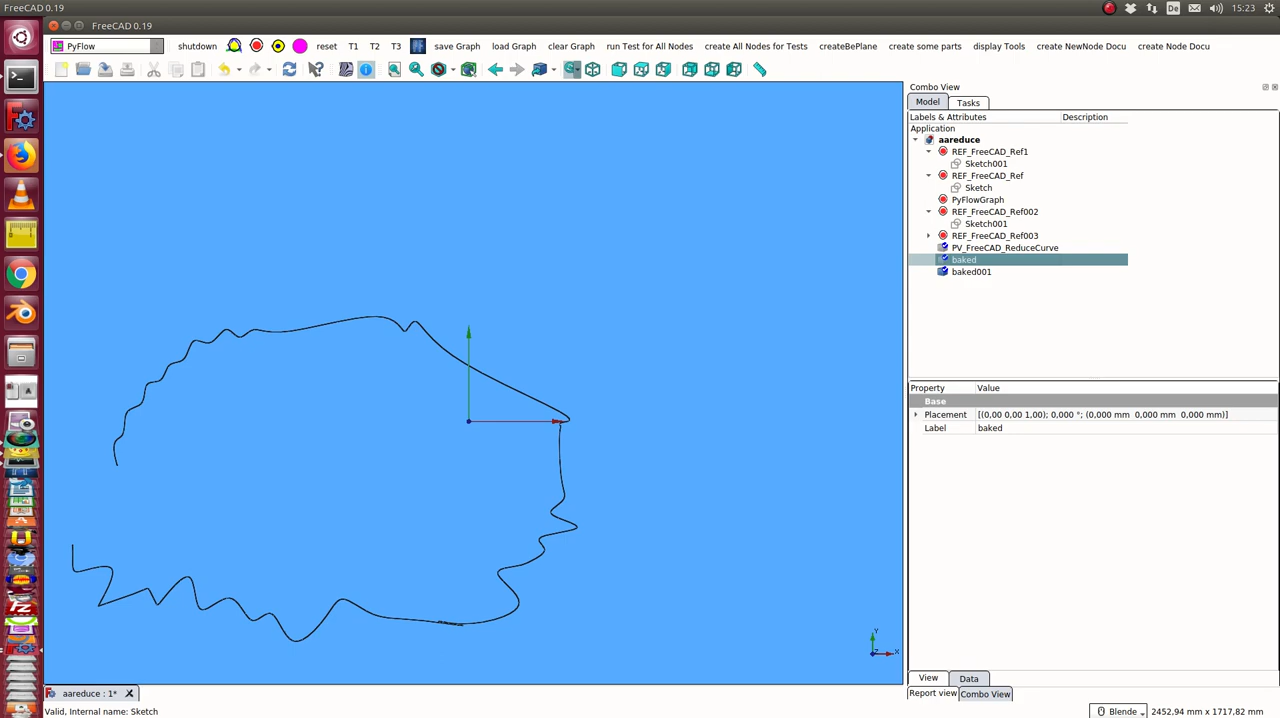 FreeCAD 0.19
De
15:23
FreeCAD 0.19
PyFlow
shutdown
reset
T1
T2
T3
save Graph
load Graph
clear Graph
run Test for All Nodes
create All Nodes for Tests
createBePlane
create some parts
display Tools
create NewNode Docu
create Node Docu
Combo View
Model
Tasks
Labels & Attributes Description
Application
aareduce
REF_FreeCAD_Ref1
Sketch001
REF_FreeCAD_Ref
Sketch
PyFlowGraph
REF_FreeCAD_Ref002
Sketch001
REF_FreeCAD_Ref003
PV_FreeCAD_ReduceCurve
baked
baked001
Property Value
Base
Placement [(0,00 0,00 1,00); 0,000 °; (0,000 mm 0,000 mm 0,000 mm)]
Label baked
Y
X
Z
View
Data
aareduce : 1*
Report view
Combo View
Valid, Internal name: Sketch
Blende
2452,94 mm x 1717,82 mm